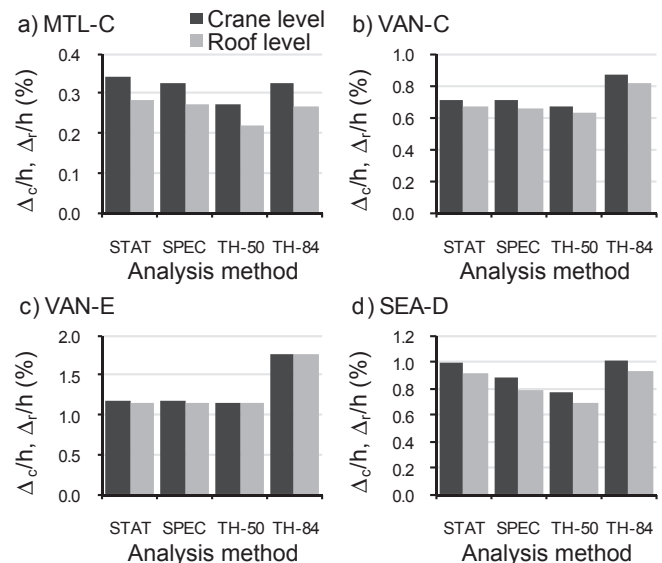 a) MTL-C
Crane level
Roof level
Δc/h, Δr/h (%)
0.4
0.3
0.2
0.1
0.0
STAT SPEC TH-50 TH-84
Analysis method
b) VAN-C
Δc/h, Δr/h (%)
1.0
0.8
0.6
0.4
0.2
0.0
STAT SPEC TH-50 TH-84
Analysis method
c) VAN-E
Δc/h, Δr/h (%)
2.0
1.5
1.0
1.5
0.0
STAT SPEC TH-50 TH-84
Analysis method
d) SEA-D
Δc/h, Δr/h (%)
1.2
1.0
0.8
0.6
0.4
0.2
0.0
STAT SPEC TH-50 TH-84
Analysis method